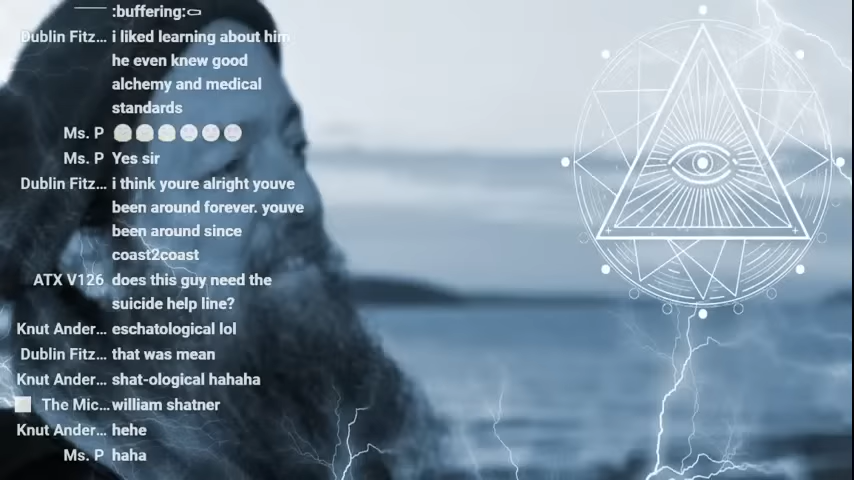 :buffering:
Dublin Fitz... i liked learning about him
he even knew good
alchemy and medical
standards
Ms. P
Ms. P Yes sir
Dublin Fitz... i think youre alright youve
been around forever. youve
been around since
coast2coast
ATX V126 does this guy need the
suicide help line?
Knut Ander... eschatological lol
Dublin Fitz... that was mean
Knut Ander... shat-ological hahaha
The Mic... william shatner
Knut Ander... hehe
Ms. P haha